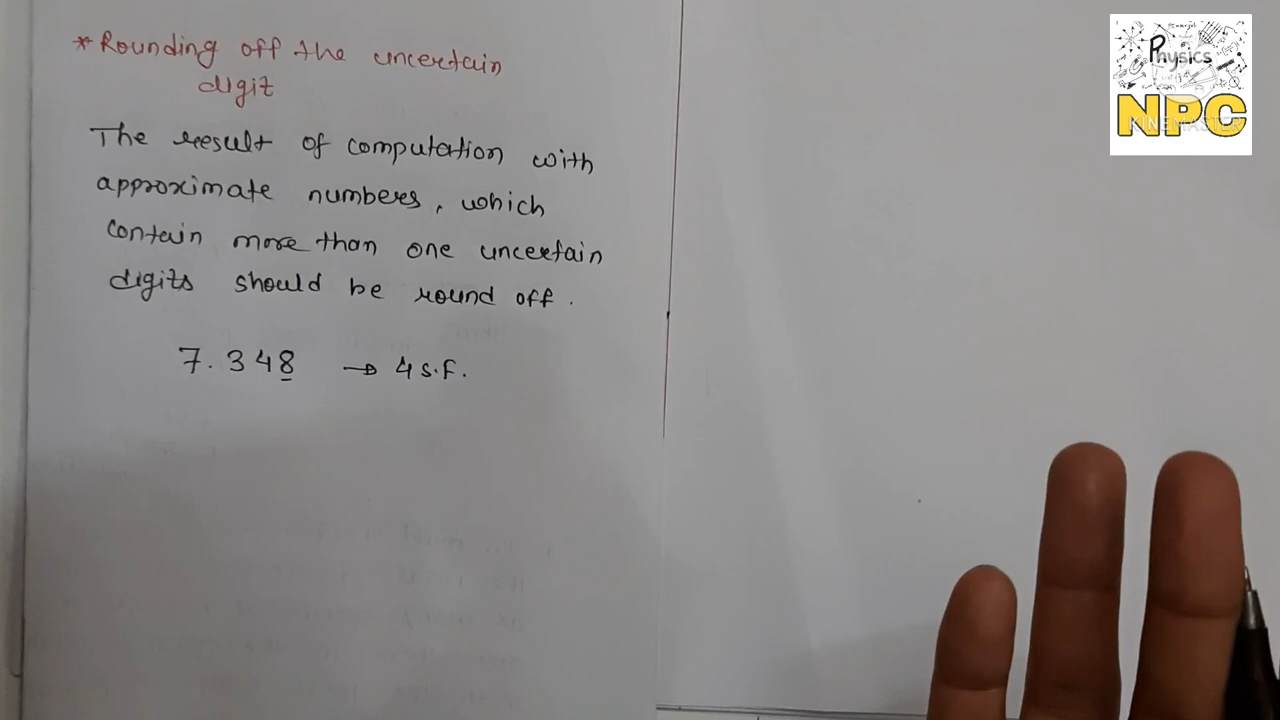 * Rounding off the uncertain
digit
The result of computation with
approximate numbers, which
contain more than one uncertain
digits should be round off.
7.348 → 4 s.f.
Physics
NPC
KINEMASTER